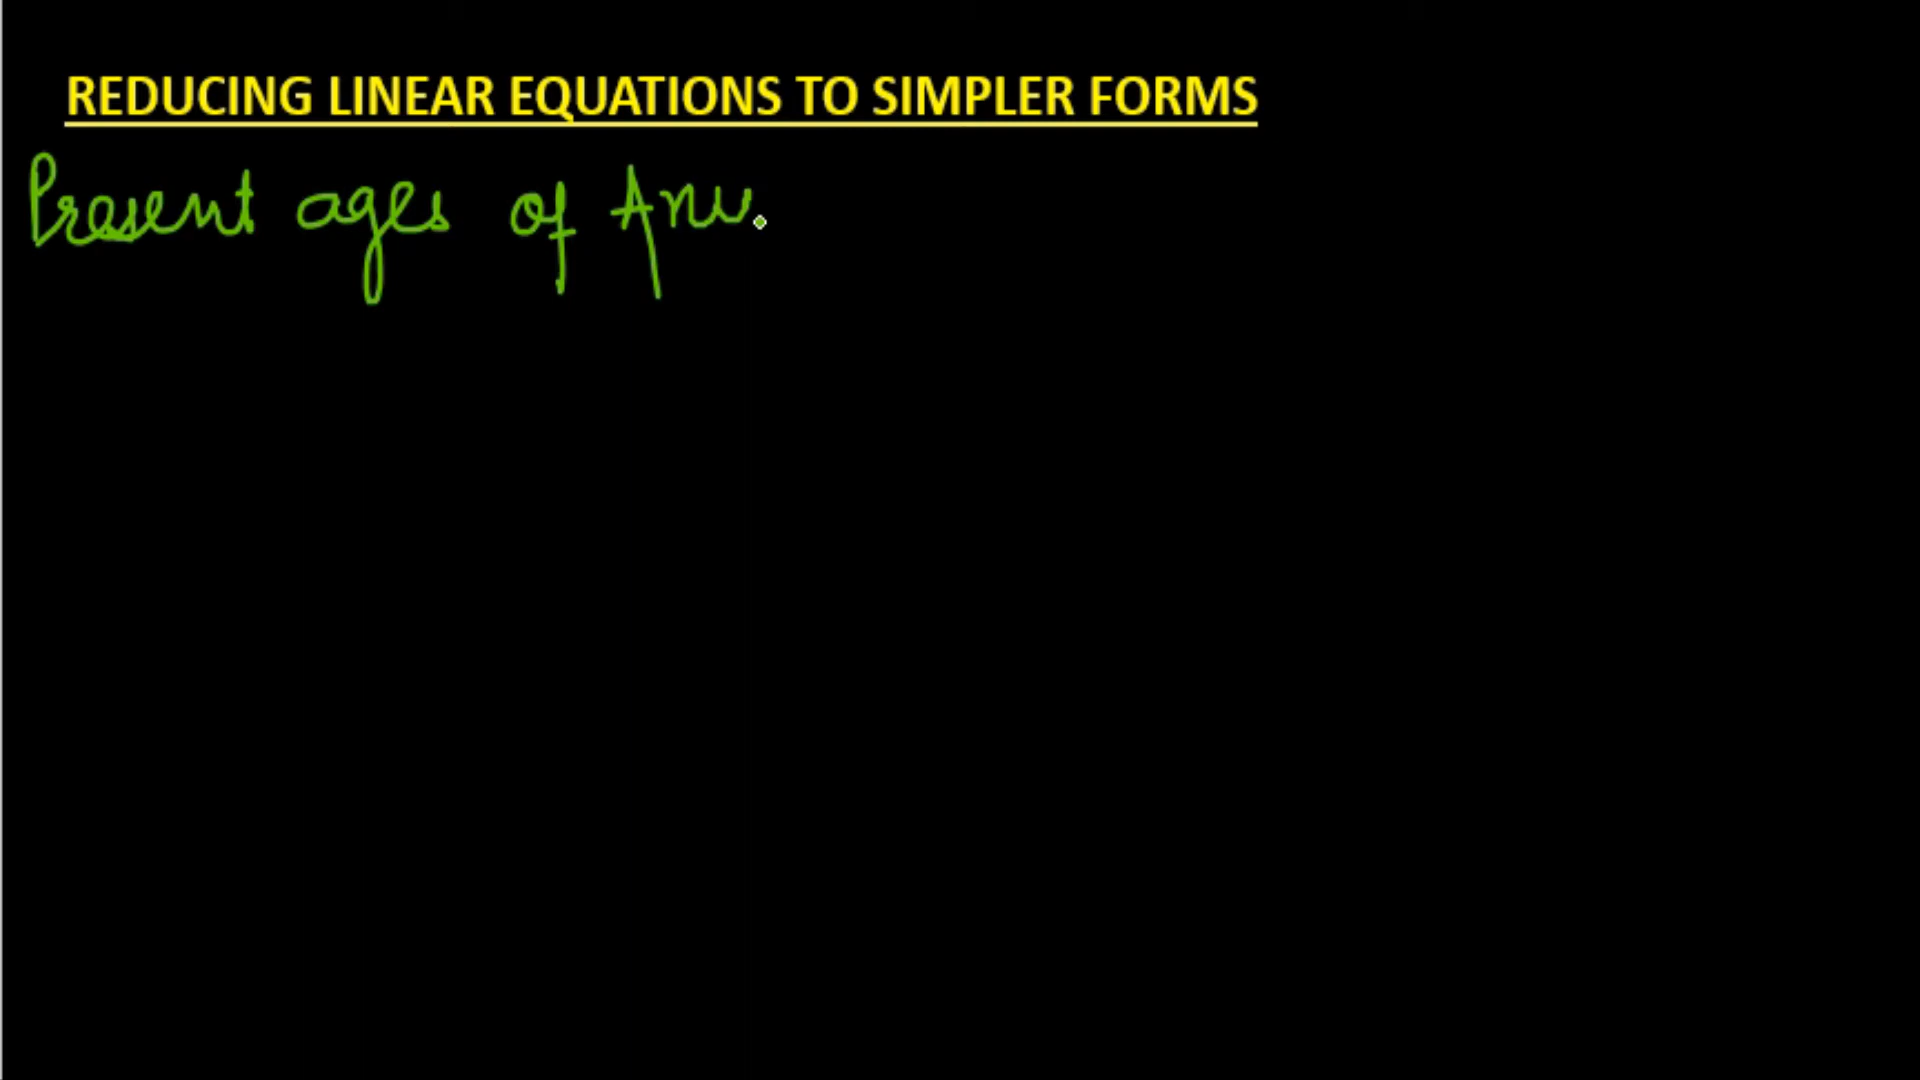 REDUCING LINEAR EQUATIONS TO SIMPLER FORMS
Present ages of Anu